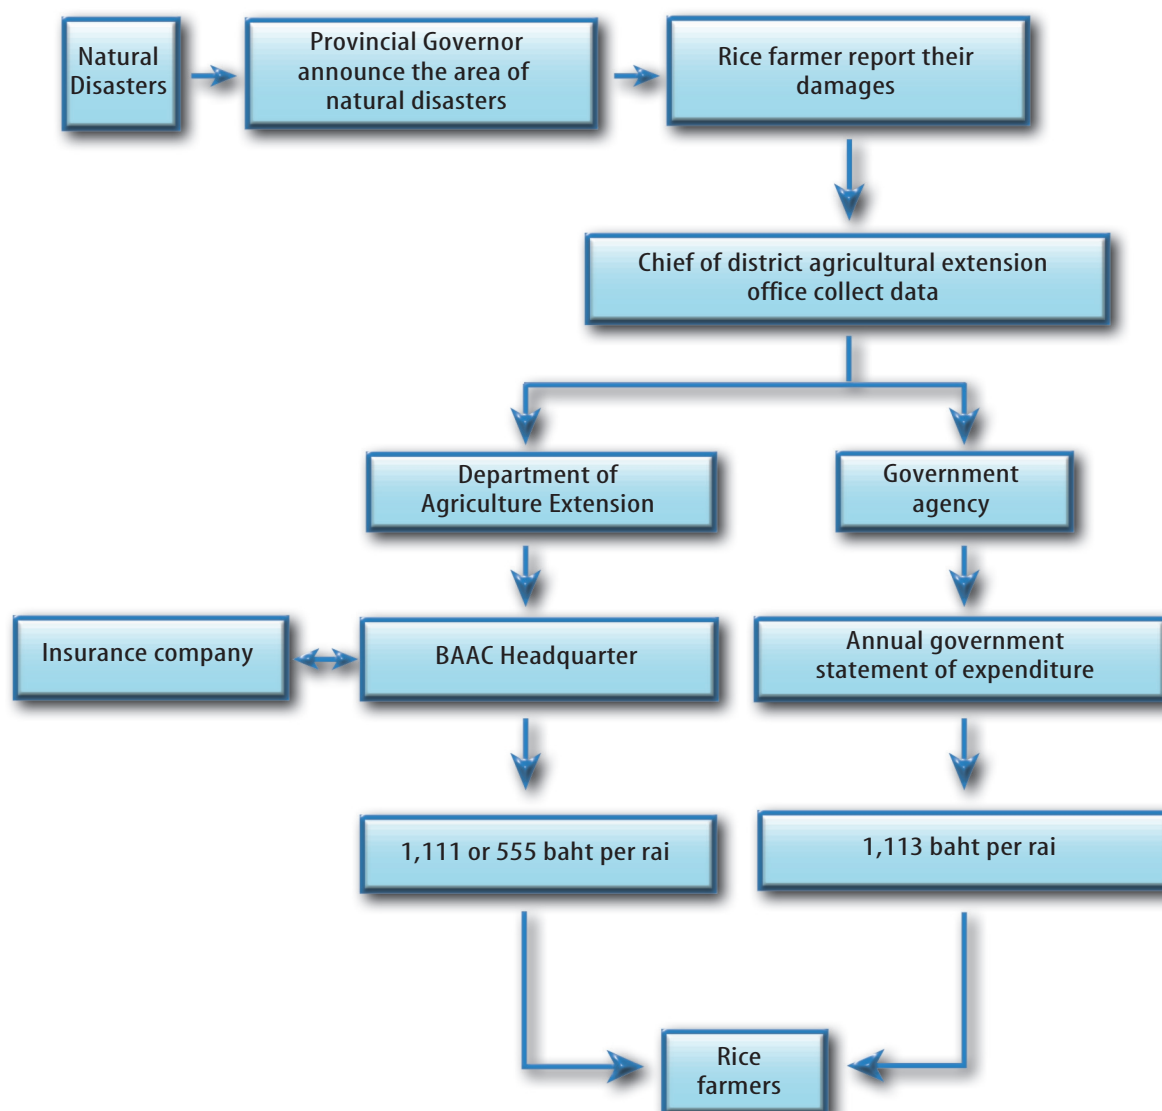 Natural
Disasters
Provincial Governor
announce the area of
natural disasters
Rice farmer report their
damages
Chief of district agricultural extension
office collect data
Department of
Agriculture Extension
Government
agency
Insurance company
BAAC Headquarter
Annual government
statement of expenditure
1,111 or 555 baht per rai
1,113 baht per rai
Rice
farmers